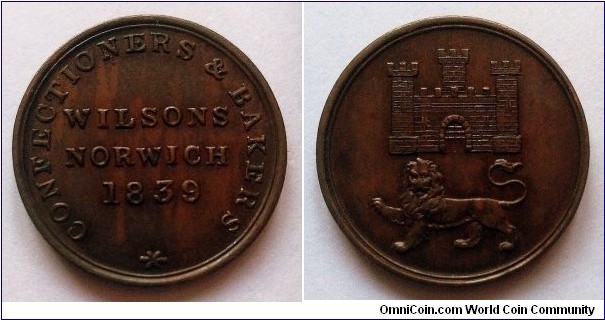 CONFECTIONERS & BAKERS
WILSONS
NORWICH
1839
OmniCoin.com World Coin Community